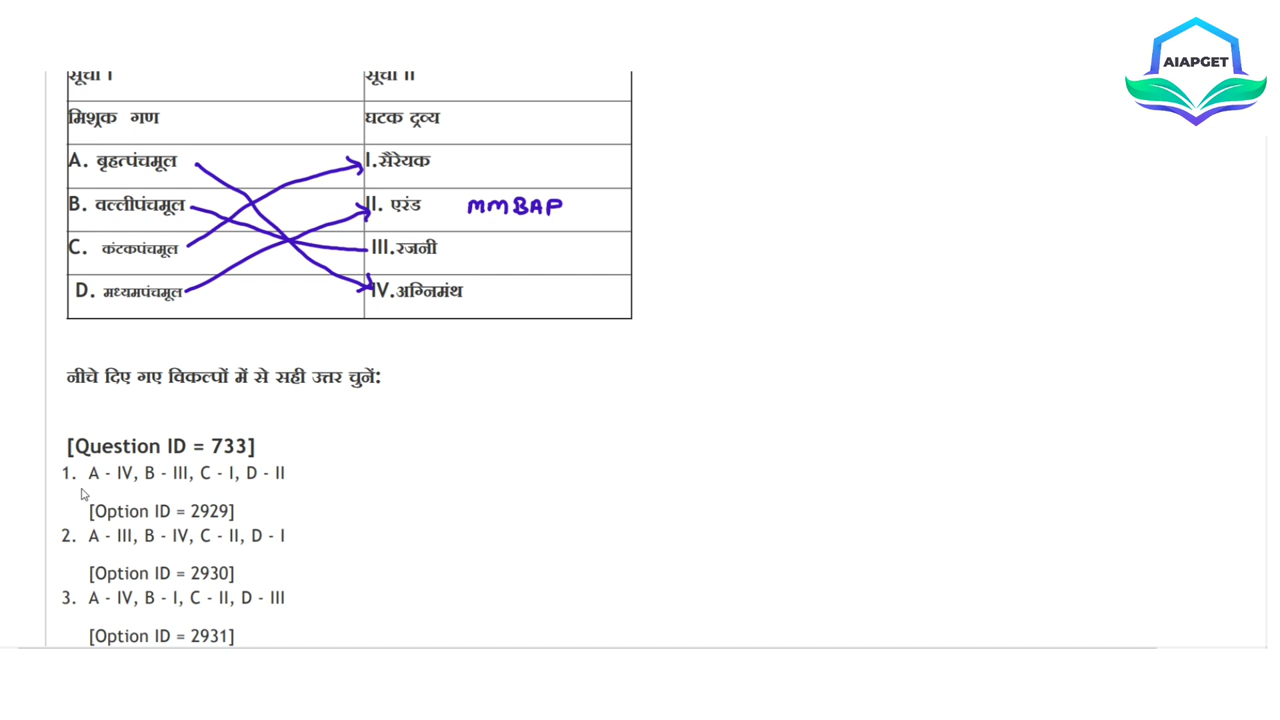 AIAPGET
सूची I सूची II
मिश्रक गण घटक द्रव्य
A. बृहत्पंचमूल I.सैरेयक
B. वल्लीपंचमूल II. एरंड MMBAP
C. कंटकपंचमूल III.रजनी
D. मध्यमपंचमूल IV.अग्निमंथ
नीचे दिए गए विकल्पों में से सही उत्तर चुनें:
[Question ID = 733]
1. A - IV, B - III, C - I, D - II
[Option ID = 2929]
2. A - III, B - IV, C - II, D - I
[Option ID = 2930]
3. A - IV, B - I, C - II, D - III
[Option ID = 2931]